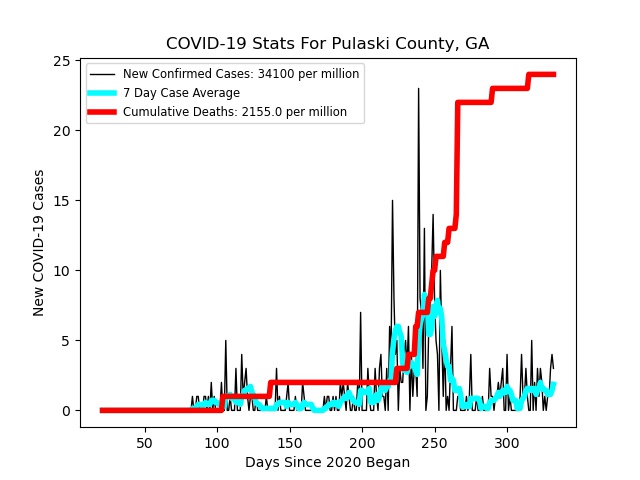 COVID-19 Stats For Pulaski County, GA
New Confirmed Cases: 34100 per million
7 Day Case Average
Cumulative Deaths: 2155.0 per million
New COVID-19 Cases
25
20
15
10
5
0
50
100
150
200
250
300
Days Since 2020 Began